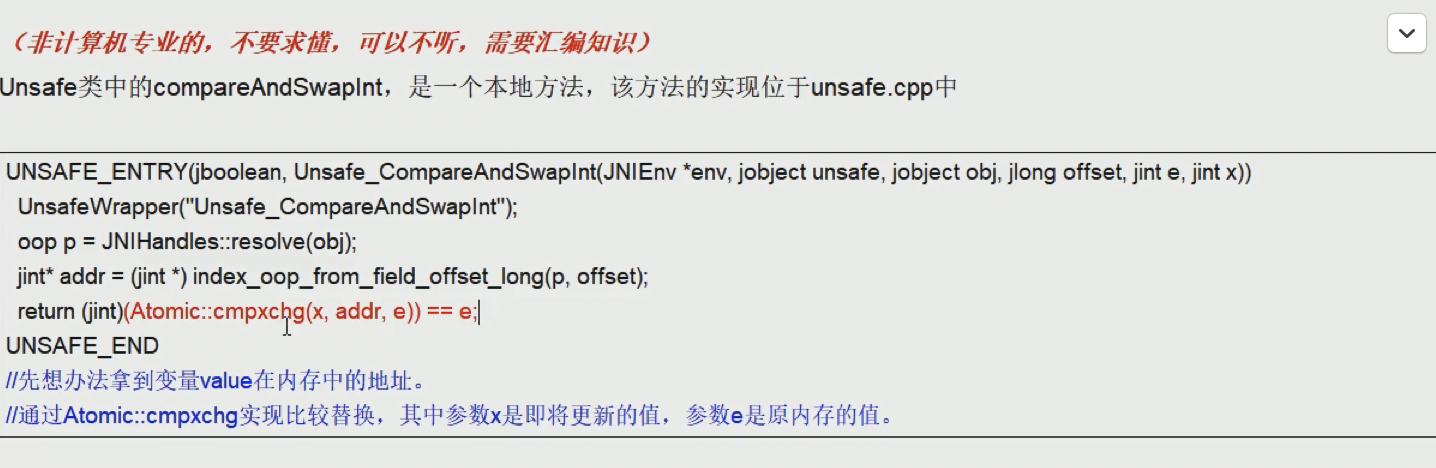 （非计算机专业的，不要求懂，可以不听，需要汇编知识）
Unsafe类中的compareAndSwapInt，是一个本地方法，该方法的实现位于unsafe.cpp中
UNSAFE_ENTRY(jboolean, Unsafe_CompareAndSwapInt(JNIEnv *env, jobject unsafe, jobject obj, jlong offset, jint e, jint x))
UnsafeWrapper("Unsafe_CompareAndSwapInt");
oop p = JNIHandles::resolve(obj);
jint* addr = (jint *) index_oop_from_field_offset_long(p, offset);
return (jint)(Atomic::cmpxchg(x, addr, e)) == e;
UNSAFE_END
//先想办法拿到变量value在内存中的地址。
//通过Atomic::cmpxchg实现比较替换，其中参数x是即将更新的值，参数e是原内存的值。